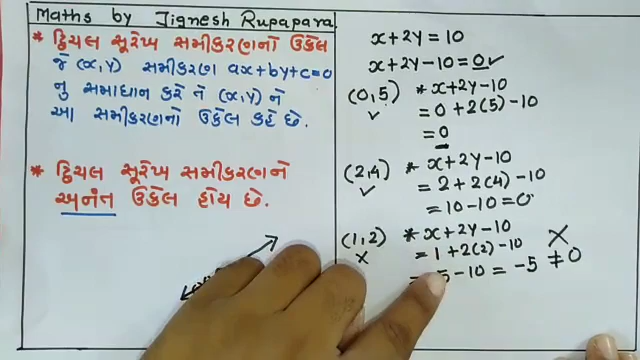 Maths by Jignesh Rupapara
* દ્વિચલ સૂરેખ સમીકરણનો ઉકેલ
જે (x,y) સમીકરણ ax+by+c=0
નુ સમાધાન કરે ને (x,y) ને
આ સમીકરણનો ઉકેલ કહે છે.
* દ્વિચલ સૂરેખ સમીકરણને
અનંત ઉકેલ હોય છે.
x+2y=10
x+2y-10=0✓
(0,5) * x+2y-10
✓ =0+2(5)-10
=0
(2,4) * x+2y-10
✓ =2+2(4)-10
=10-10=0
(1,2) * x+2y-10 ✗
✗ =1+2(2)-10
=5-10=-5≠0